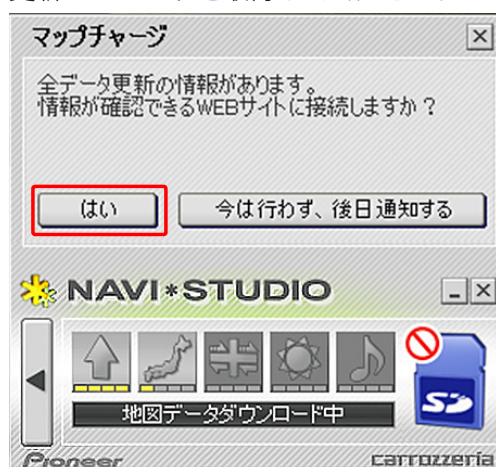 マップチャージ
全データ更新の情報があります。
情報が確認できるWEBサイトに接続しますか？
はい
今は行わず、後日通知する
NAVI*STUDIO
地図データダウンロード中
SD
Pioneer
carrozzeria